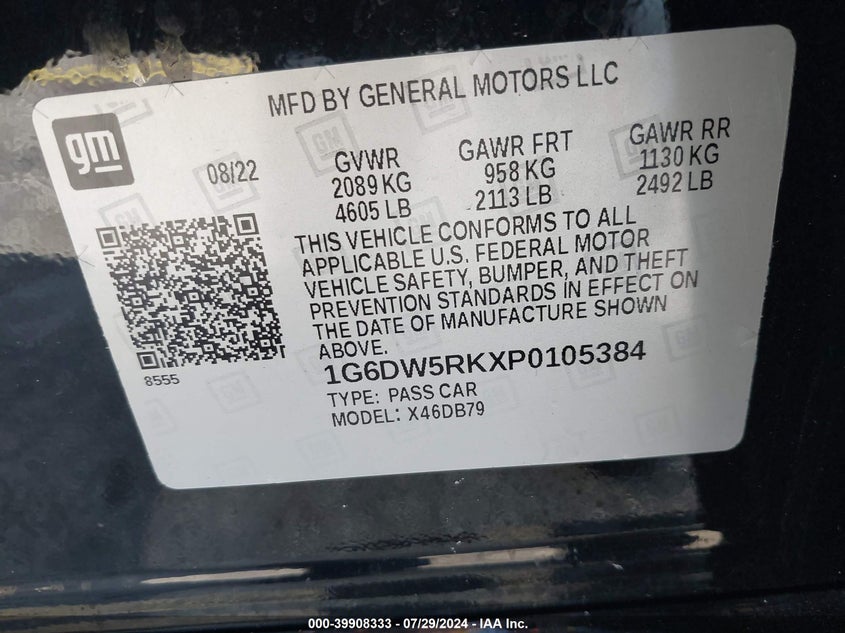 MFD BY GENERAL MOTORS LLC
gm
08/22
GVWR
2089 KG
4605 LB
GAWR FRT
958 KG
2113 LB
GAWR RR
1130 KG
2492 LB
THIS VEHICLE CONFORMS TO ALL
APPLICABLE U.S. FEDERAL MOTOR
VEHICLE SAFETY, BUMPER, AND THEFT
PREVENTION STANDARDS IN EFFECT ON
THE DATE OF MANUFACTURE SHOWN
ABOVE.
8555
1G6DW5RKXP0105384
TYPE: PASS CAR
MODEL: X46DB79
000-39908333 - 07/29/2024 - IAA Inc.